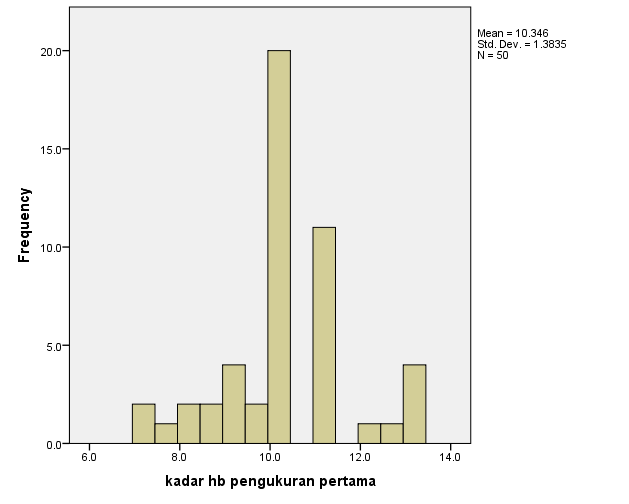 Mean = 10.346
Std. Dev. = 1.3835
N = 50
Frequency
20.0
15.0
10.0
5.0
0.0
6.0 8.0 10.0 12.0 14.0
kadar hb pengukuran pertama